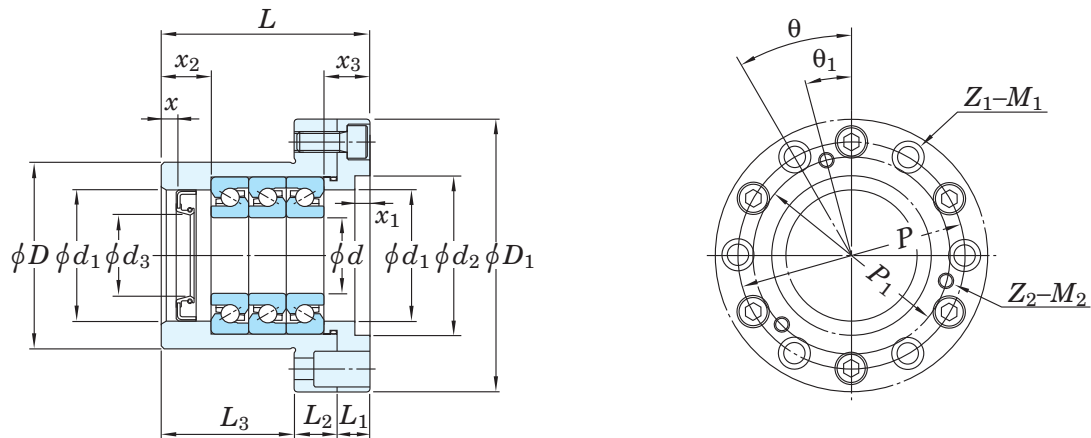 L
x₂
x₃
x
x₁
φD
φd₁
φd₃
φd
φd₁
φd₂
φD₁
L₃
L₂
L₁
θ
θ₁
Z₁–M₁
P
P₁
Z₂–M₂